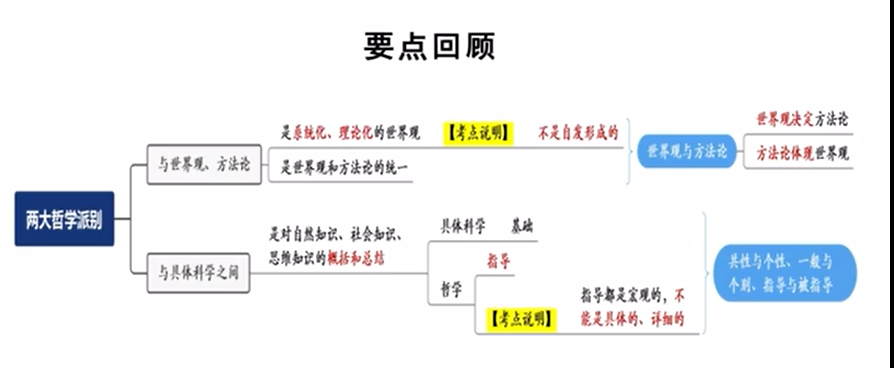 要点回顾
两大哲学派别
与世界观、方法论
是系统化、理论化的世界观 【考点说明】 不是自发形成的
是世界观和方法论的统一
世界观与方法论
世界观决定方法论
方法论体现世界观
与具体科学之间
是对自然知识、社会知识、
思维知识的概括和总结
具体科学 基础
哲学
指导
【考点说明】
指导都是宏观的，不
能是具体的、详细的
共性与个性、一般与
个别、指导与被指导